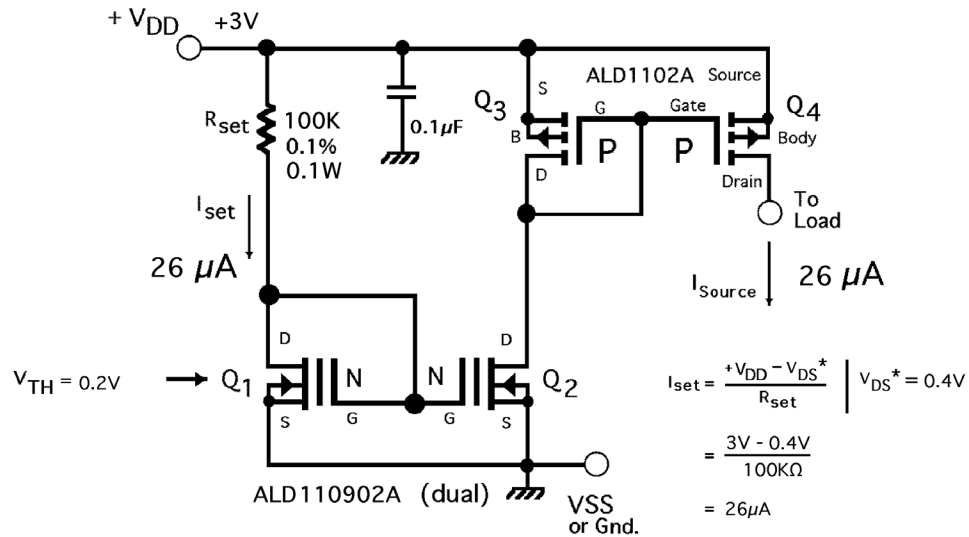 + VDD +3V
ALD1102A Source
S
Q3 G Gate Q4
Rset 100K 0.1µF B P P Body
0.1%
0.1W D Drain
Iset To
Load
26 µA ISource 26 µA
D D
VTH = 0.2V Q1 N N Q2
S G G S
Iset = +VDD – VDS* / Rset | VDS* = 0.4V
= 3V - 0.4V / 100KΩ
= 26µA
ALD110902A (dual)
VSS
or Gnd.